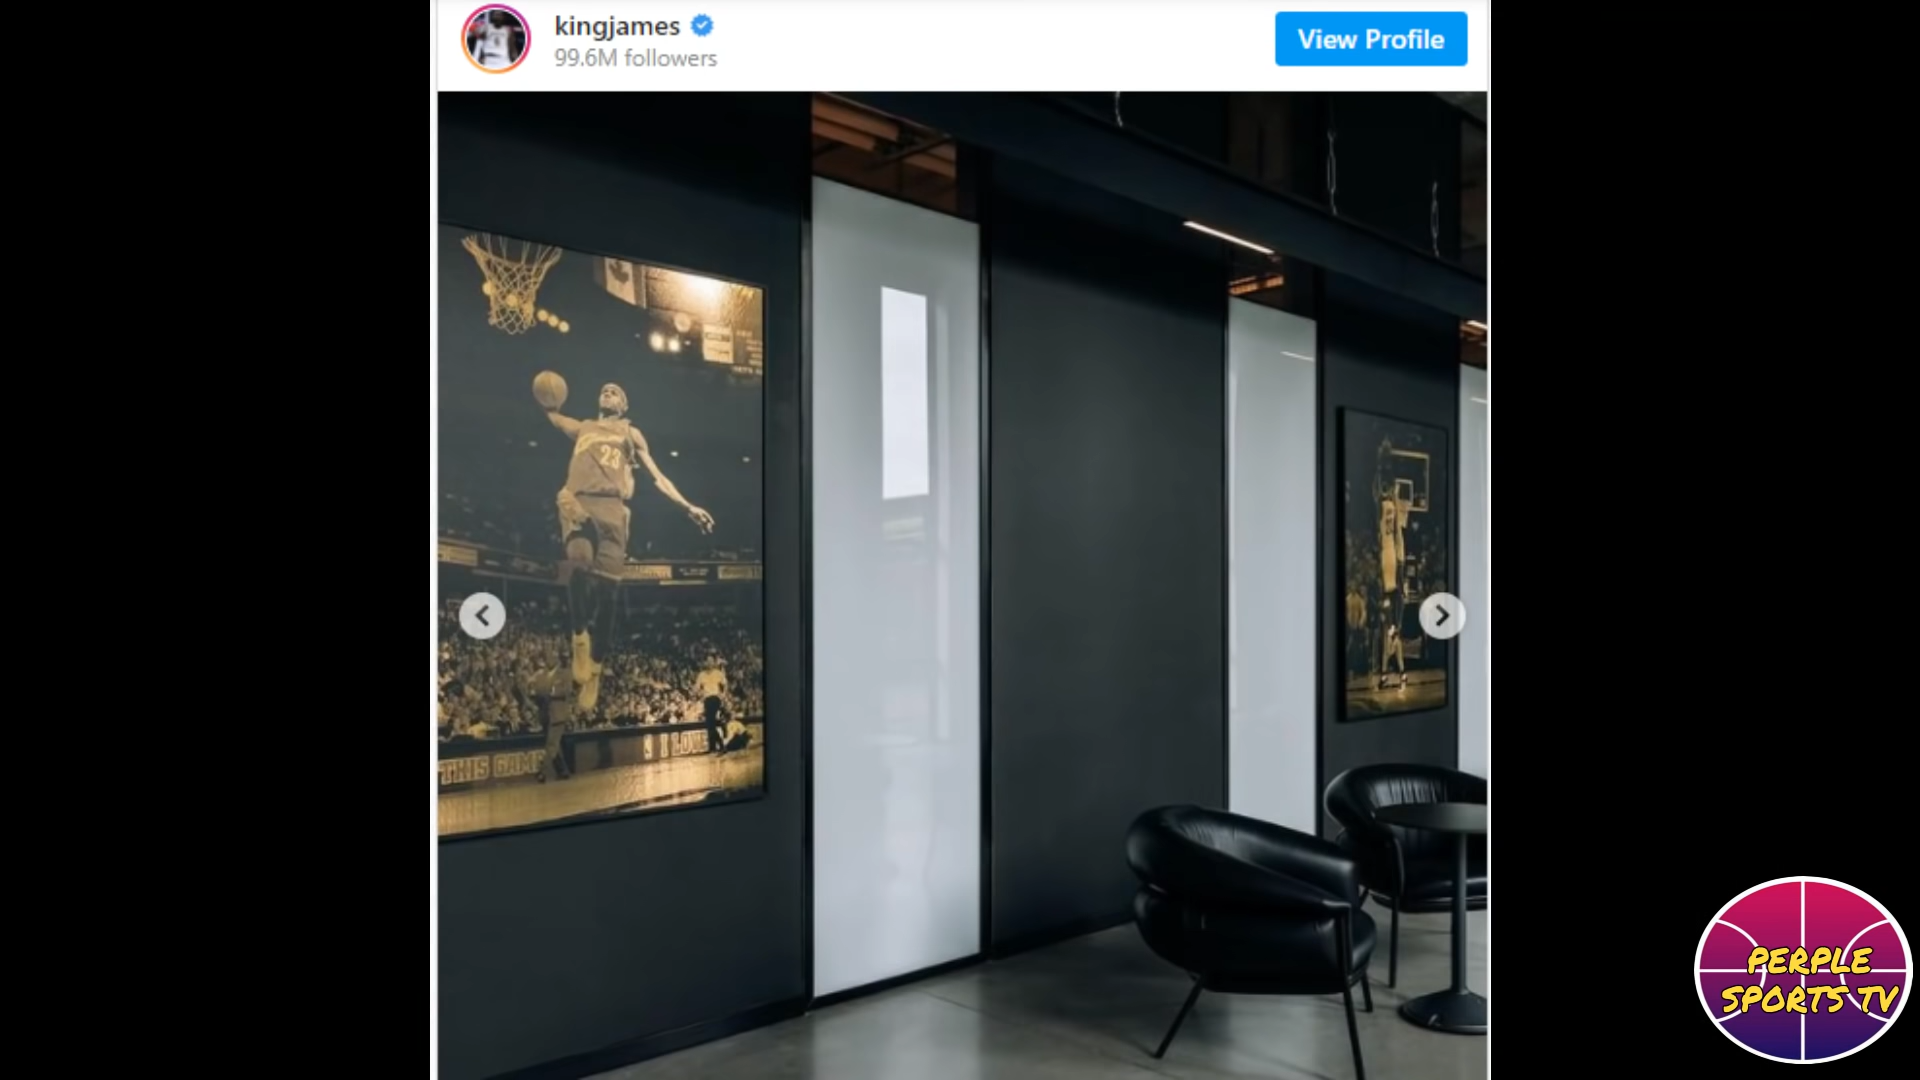 kingjames
99.6M followers
View Profile
23
THIS GAME
I LOVE
PERPLE
SPORTS TV